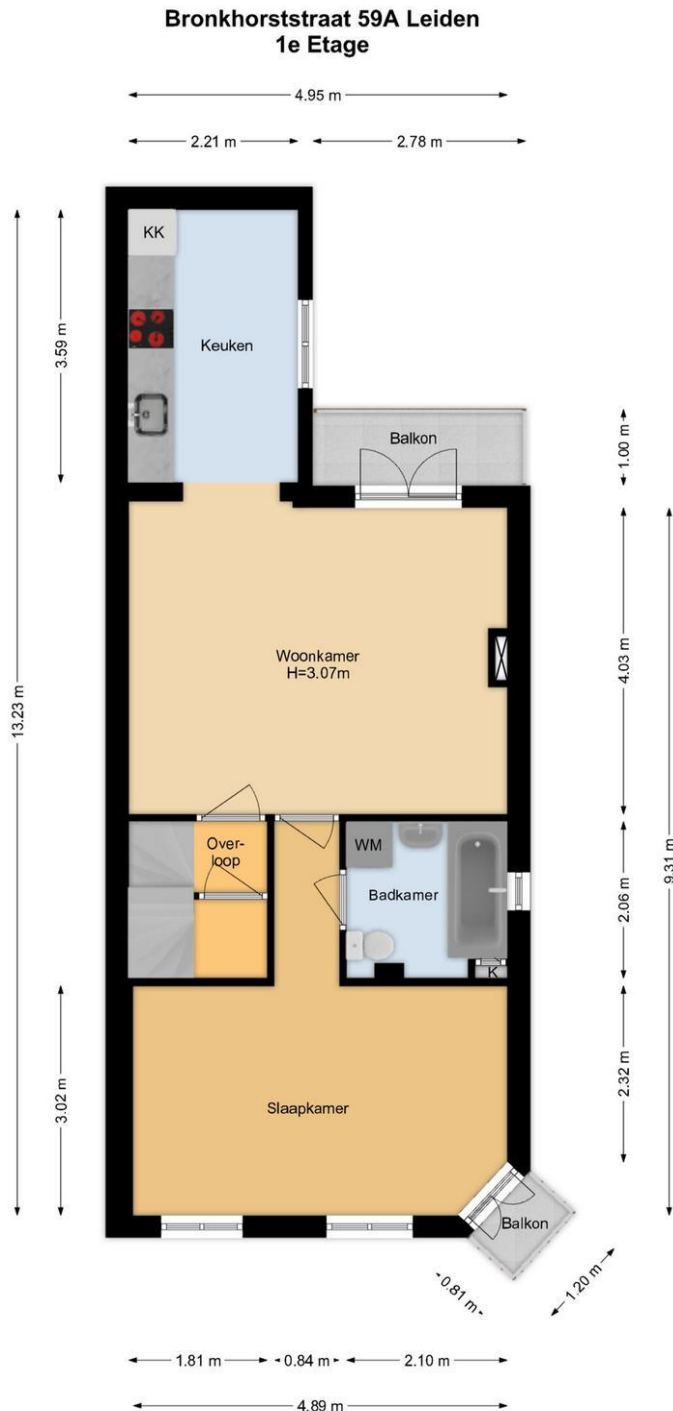 Bronkhorststraat 59A Leiden
1e Etage
4.95 m
2.21 m
2.78 m
KK
Keuken
3.59 m
Balkon
1.00 m
Woonkamer
H=3.07m
4.03 m
13.23 m
Over-
loop
WM
Badkamer
K
2.06 m
9.31 m
Slaapkamer
3.02 m
2.32 m
Balkon
0.81 m
1.20 m
1.81 m
0.84 m
2.10 m
4.89 m